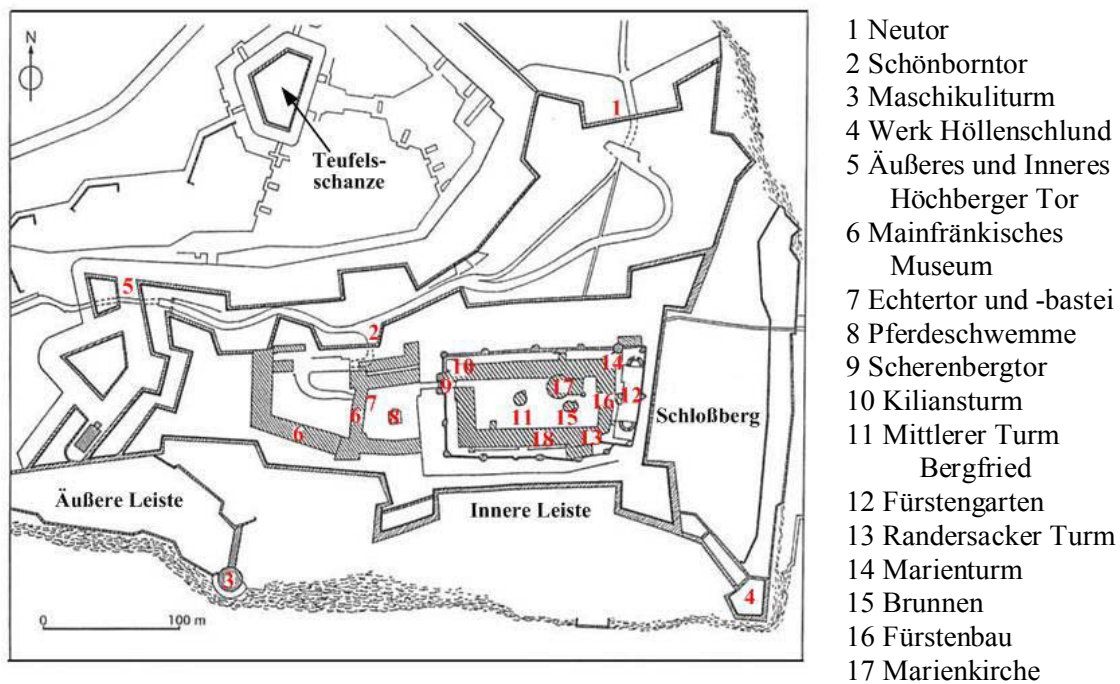 N
1
Teufels-
schanze
5
2
10
14
9
17
12
16
7
11
15
6
8
Schloßberg
6
18
13
Äußere Leiste
Innere Leiste
3
4
0 100 m
1 Neutor
2 Schönborntor
3 Maschikuliturm
4 Werk Höllenschlund
5 Äußeres und Inneres
Höchberger Tor
6 Mainfränkisches
Museum
7 Echtertor und -bastei
8 Pferdeschwemme
9 Scherenbergtor
10 Kiliansturm
11 Mittlerer Turm
Bergfried
12 Fürstengarten
13 Randersacker Turm
14 Marienturm
15 Brunnen
16 Fürstenbau
17 Marienkirche